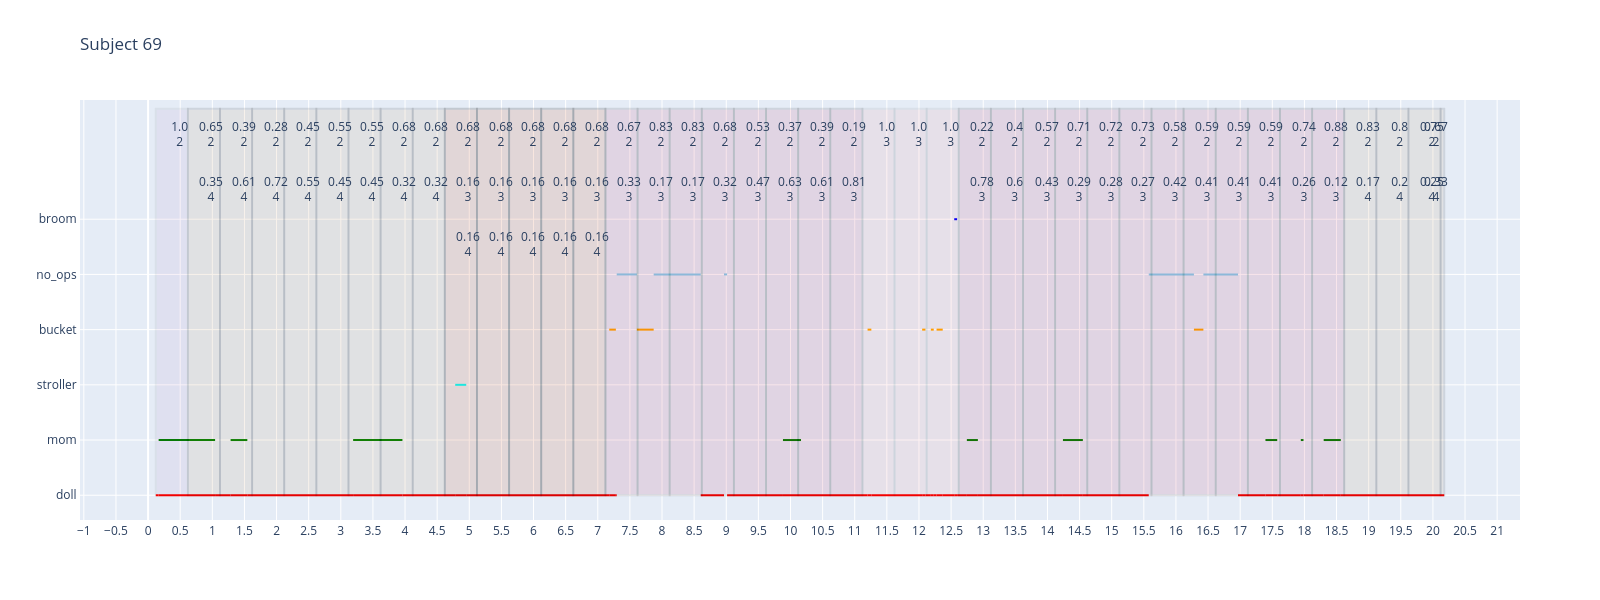 Subject 69
1.0 0.65 0.39 0.28 0.45 0.55 0.55 0.68 0.68 0.68 0.68 0.68 0.68 0.68 0.67 0.83 0.83 0.68 0.53 0.37 0.39 0.19 1.0 1.0 1.0 0.22 0.4 0.57 0.71 0.72 0.73 0.58 0.59 0.59 0.59 0.74 0.88 0.83 0.8
2 2 2 2 2 2 2 2 2 2 2 2 2 2 2 2 2 2 2 2 2 2 3 3 3 2 2 2 2 2 2 2 2 2 2 2 2 2 2
0.35 0.61 0.72 0.55 0.45 0.45 0.32 0.32 0.16 0.16 0.16 0.16 0.16 0.33 0.17 0.17 0.32 0.47 0.63 0.61 0.81 0.78 0.6 0.43 0.29 0.28 0.27 0.42 0.41 0.41 0.41 0.26 0.12 0.17 0.2
4 4 4 4 4 4 4 4 3 3 3 3 3 3 3 3 3 3 3 3 3 3 3 3 3 3 3 3 3 3 3 3 3 4 4
broom
0.16 0.16 0.16 0.16 0.16
4 4 4 4 4
no_ops
bucket
stroller
mom
doll
−1 −0.5 0 0.5 1 1.5 2 2.5 3 3.5 4 4.5 5 5.5 6 6.5 7 7.5 8 8.5 9 9.5 10 10.5 11 11.5 12 12.5 13 13.5 14 14.5 15 15.5 16 16.5 17 17.5 18 18.5 19 19.5 20 20.5 21